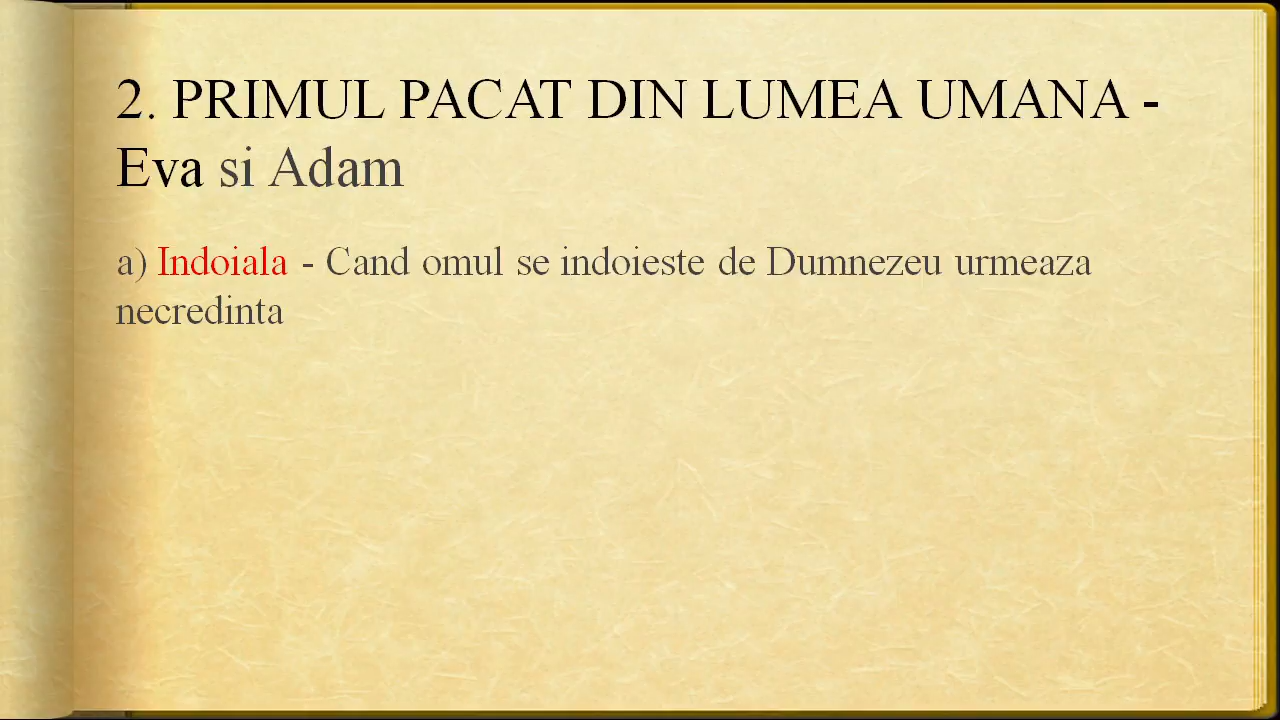 2. PRIMUL PACAT DIN LUMEA UMANA -
Eva si Adam
a) Indoiala - Cand omul se indoieste de Dumnezeu urmeaza
necredinta